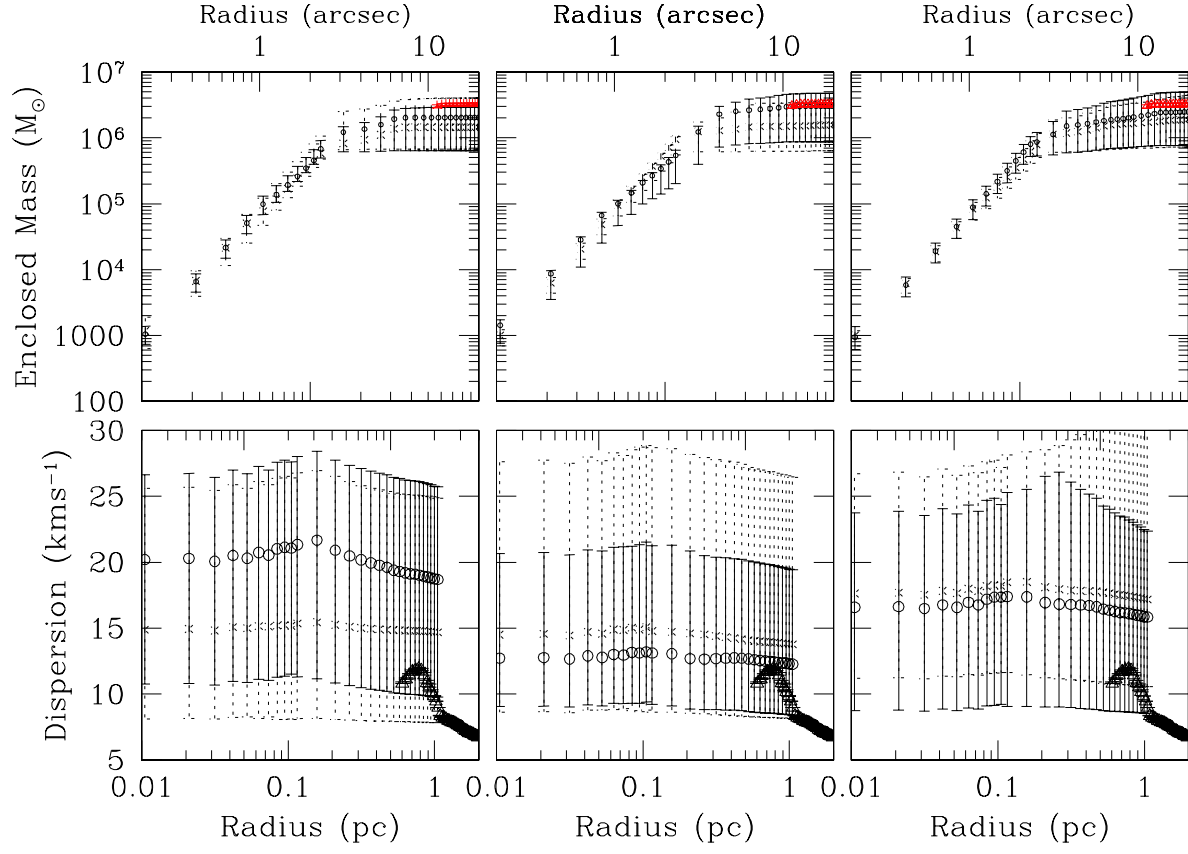 Radius (arcsec) Radius (arcsec) Radius (arcsec)
1 10 1 10 1 10
Enclosed Mass (M⊙)
10⁷
10⁶
10⁵
10⁴
1000
100
Dispersion (kms⁻¹)
30
25
20
15
10
5
0.01 0.1 1 0.01 0.1 1 0.01 0.1 1
Radius (pc) Radius (pc) Radius (pc)